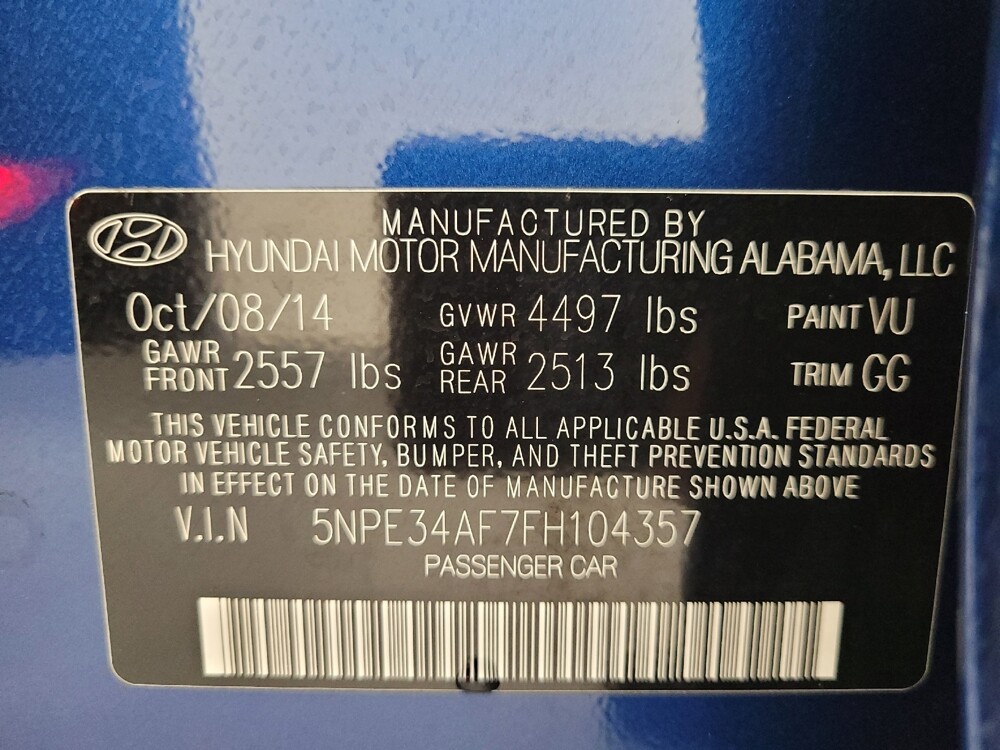 MANUFACTURED BY
HYUNDAI MOTOR MANUFACTURING ALABAMA, LLC
Oct/08/14 GVWR 4497 lbs PAINT VU
GAWR FRONT 2557 lbs GAWR REAR 2513 lbs TRIM GG
THIS VEHICLE CONFORMS TO ALL APPLICABLE U.S.A. FEDERAL
MOTOR VEHICLE SAFETY, BUMPER, AND THEFT PREVENTION STANDARDS
IN EFFECT ON THE DATE OF MANUFACTURE SHOWN ABOVE
V.I.N 5NPE34AF7FH104357
PASSENGER CAR